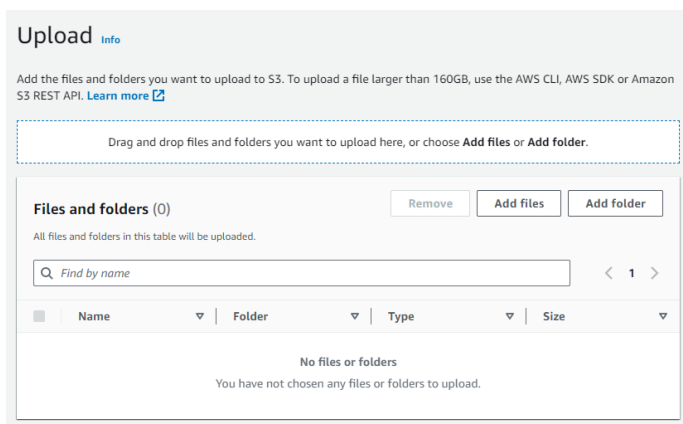 Upload Info
Add the files and folders you want to upload to S3. To upload a file larger than 160GB, use the AWS CLI, AWS SDK or Amazon
S3 REST API. Learn more
Drag and drop files and folders you want to upload here, or choose Add files or Add folder.
Files and folders (0)
Remove
Add files
Add folder
All files and folders in this table will be uploaded.
Find by name
1
Name Folder Type Size
No files or folders
You have not chosen any files or folders to upload.